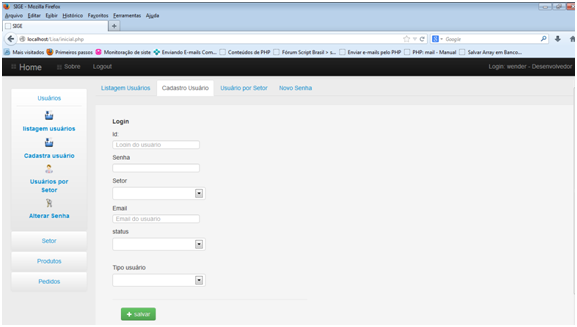 SIGE - Mozilla Firefox
Arquivo Editar Exibir Histórico Favoritos Ferramentas Ajuda
SIGE
localhost/Lisa/inicial.php
Google
Mais visitados Primeiros passos Monitoração de siste Enviando E-mails Com... Conteúdos de PHP Fórum Script Brasil > s... Enviar e-mails pelo PHP PHP: mail - Manual Salvar Array em Banco...
Home Sobre Logout Login: wender - Desenvolvedor
Usuários
listagem usuários
Cadastra usuário
Usuários por
Setor
Alterar Senha
Setor
Produtos
Pedidos
Listagem Usuários Cadastro Usuário Usuário por Setor Novo Senha
Login
Id
Login do usuário
Senha
Setor
Email
Email do usuário
status
Tipo usuário
+ salvar